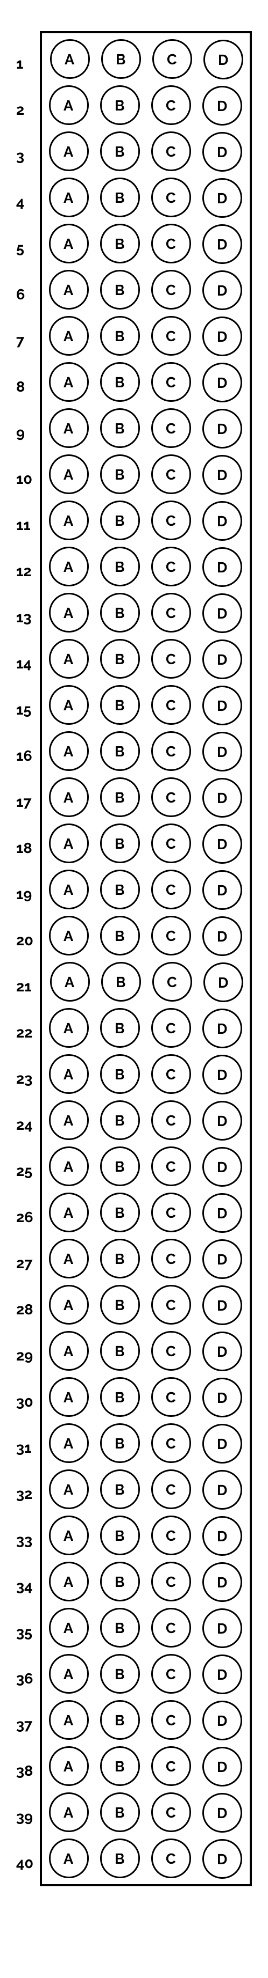 1 A B C D
2 A B C D
3 A B C D
4 A B C D
5 A B C D
6 A B C D
7 A B C D
8 A B C D
9 A B C D
10 A B C D
11 A B C D
12 A B C D
13 A B C D
14 A B C D
15 A B C D
16 A B C D
17 A B C D
18 A B C D
19 A B C D
20 A B C D
21 A B C D
22 A B C D
23 A B C D
24 A B C D
25 A B C D
26 A B C D
27 A B C D
28 A B C D
29 A B C D
30 A B C D
31 A B C D
32 A B C D
33 A B C D
34 A B C D
35 A B C D
36 A B C D
37 A B C D
38 A B C D
39 A B C D
40 A B C D